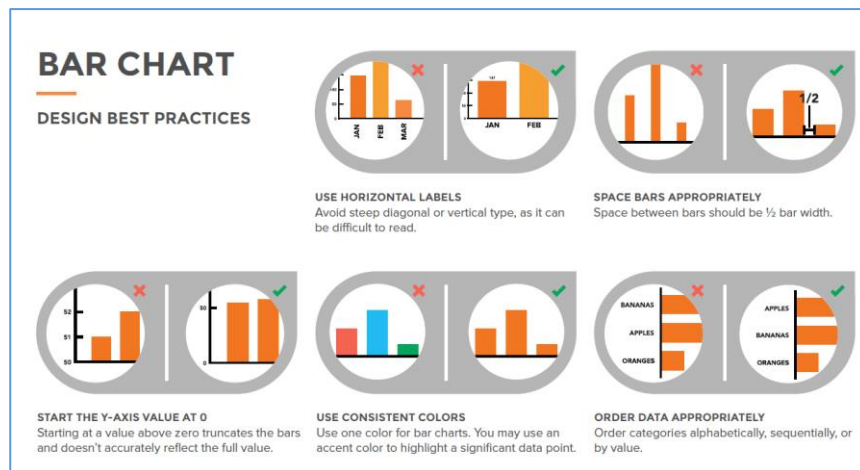 BAR CHART
DESIGN BEST PRACTICES
JAN
FEB
MAR
JAN
FEB
1/2
USE HORIZONTAL LABELS
Avoid steep diagonal or vertical type, as it can
be difficult to read.
SPACE BARS APPROPRIATELY
Space between bars should be ½ bar width.
52
51
50
50
0
BANANAS
APPLES
ORANGES
APPLES
BANANAS
ORANGES
START THE Y-AXIS VALUE AT 0
Starting at a value above zero truncates the bars
and doesn't accurately reflect the full value.
USE CONSISTENT COLORS
Use one color for bar charts. You may use an
accent color to highlight a significant data point.
ORDER DATA APPROPRIATELY
Order categories alphabetically, sequentially, or
by value.